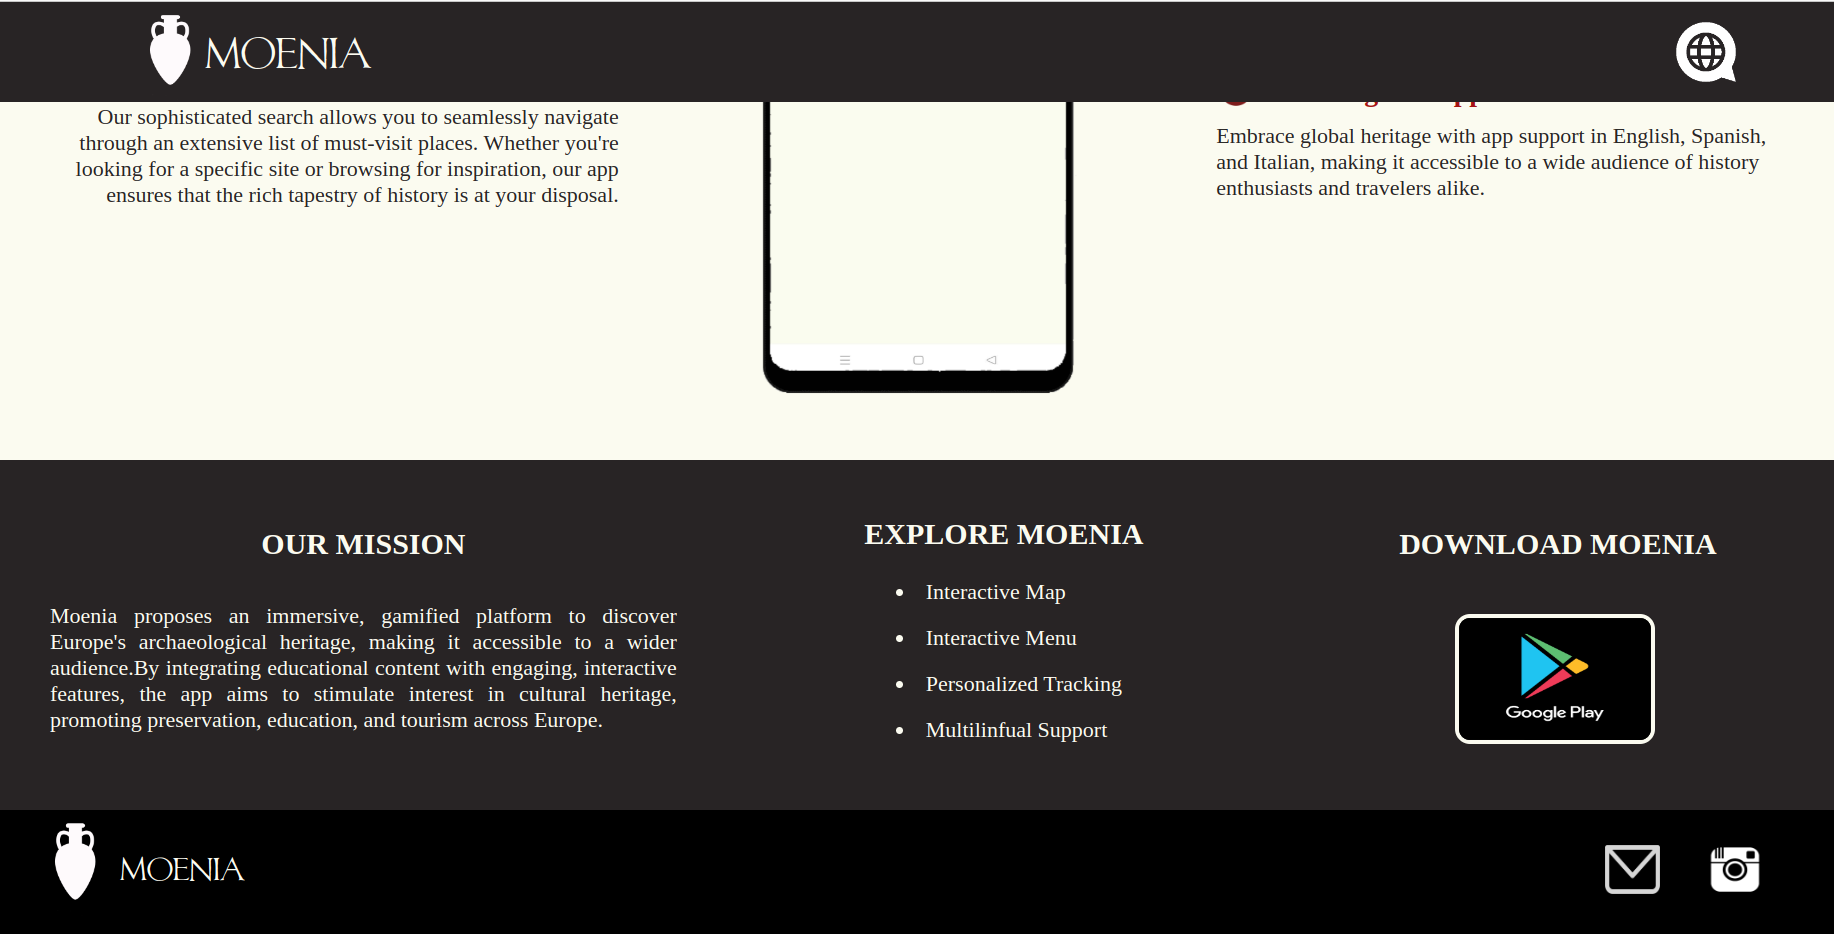 MOENIA
Our sophisticated search allows you to seamlessly navigate
through an extensive list of must-visit places. Whether you're
looking for a specific site or browsing for inspiration, our app
ensures that the rich tapestry of history is at your disposal.
Embrace global heritage with app support in English, Spanish,
and Italian, making it accessible to a wide audience of history
enthusiasts and travelers alike.
OUR MISSION
Moenia proposes an immersive, gamified platform to discover
Europe's archaeological heritage, making it accessible to a wider
audience.By integrating educational content with engaging, interactive
features, the app aims to stimulate interest in cultural heritage,
promoting preservation, education, and tourism across Europe.
EXPLORE MOENIA
• Interactive Map
• Interactive Menu
• Personalized Tracking
• Multilinfual Support
DOWNLOAD MOENIA
Google Play
MOENIA